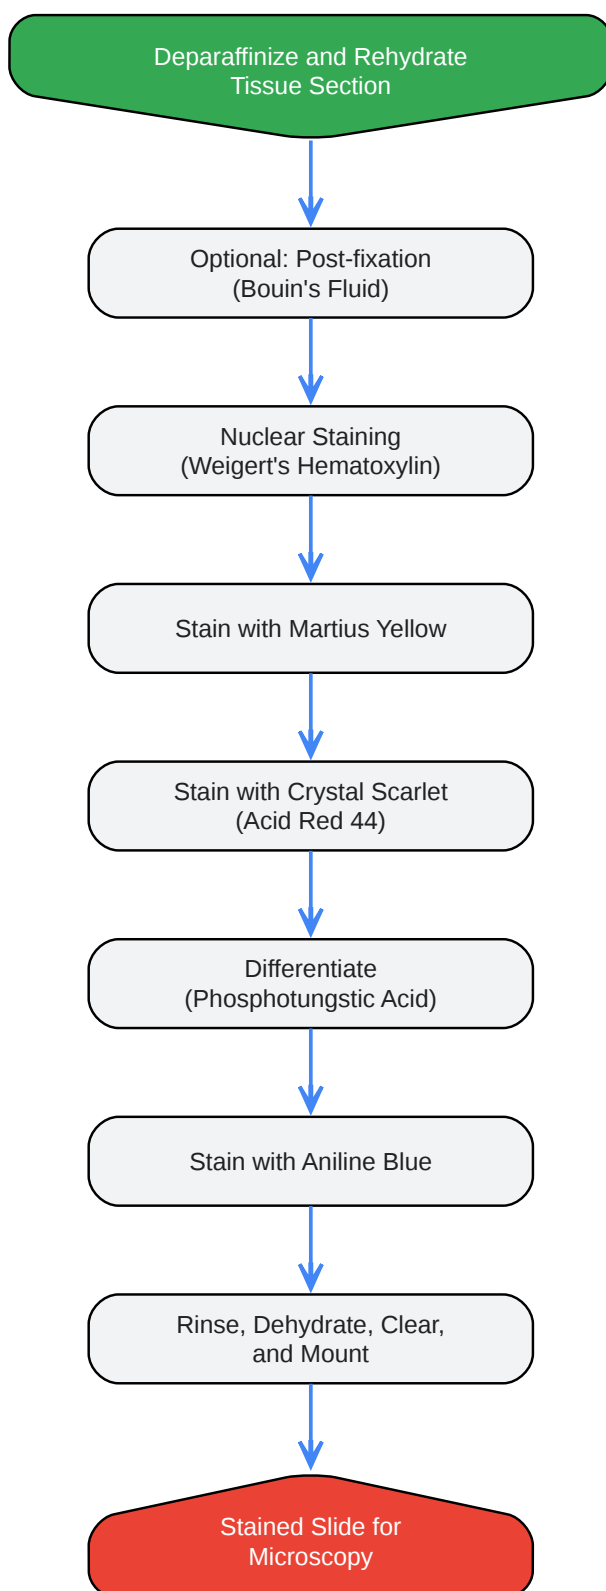 Deparaffinize and Rehydrate
Tissue Section
Optional: Post-fixation
(Bouin's Fluid)
Nuclear Staining
(Weigert's Hematoxylin)
Stain with Martius Yellow
Stain with Crystal Scarlet
(Acid Red 44)
Differentiate
(Phosphotungstic Acid)
Stain with Aniline Blue
Rinse, Dehydrate, Clear,
and Mount
Stained Slide for
Microscopy